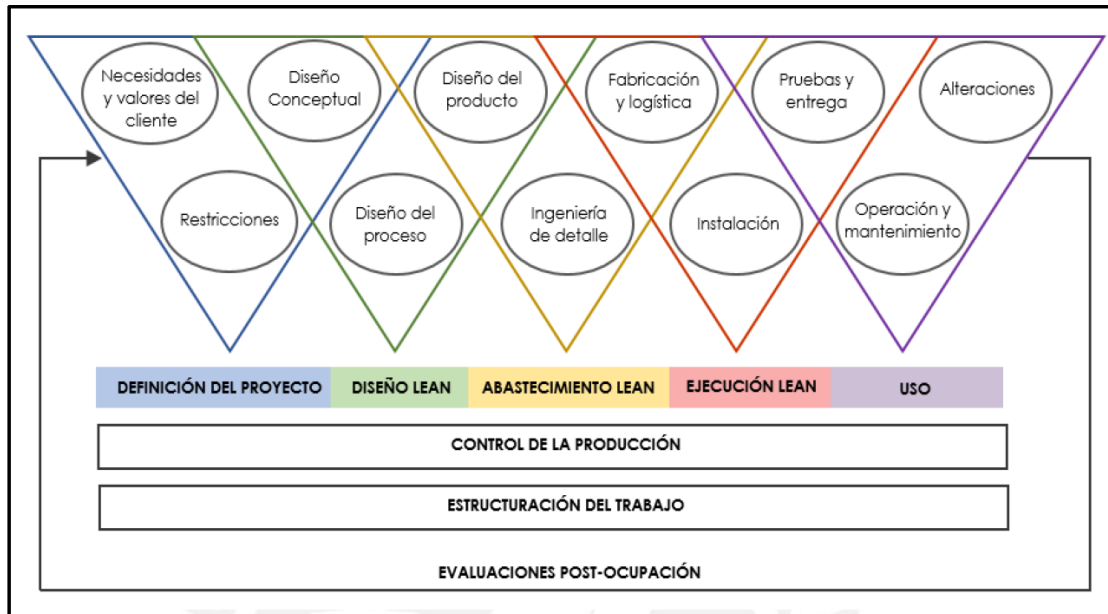 Necesidades
y valores del
cliente
Diseño
Conceptual
Diseño del
producto
Fabricación
y logística
Pruebas y
entrega
Alteraciones
Restricciones
Diseño del
proceso
Ingeniería
de detalle
Instalación
Operación y
mantenimiento
DEFINICIÓN DEL PROYECTO
DISEÑO LEAN
ABASTECIMIENTO LEAN
EJECUCIÓN LEAN
USO
CONTROL DE LA PRODUCCIÓN
ESTRUCTURACIÓN DEL TRABAJO
EVALUACIONES POST-OCUPACIÓN